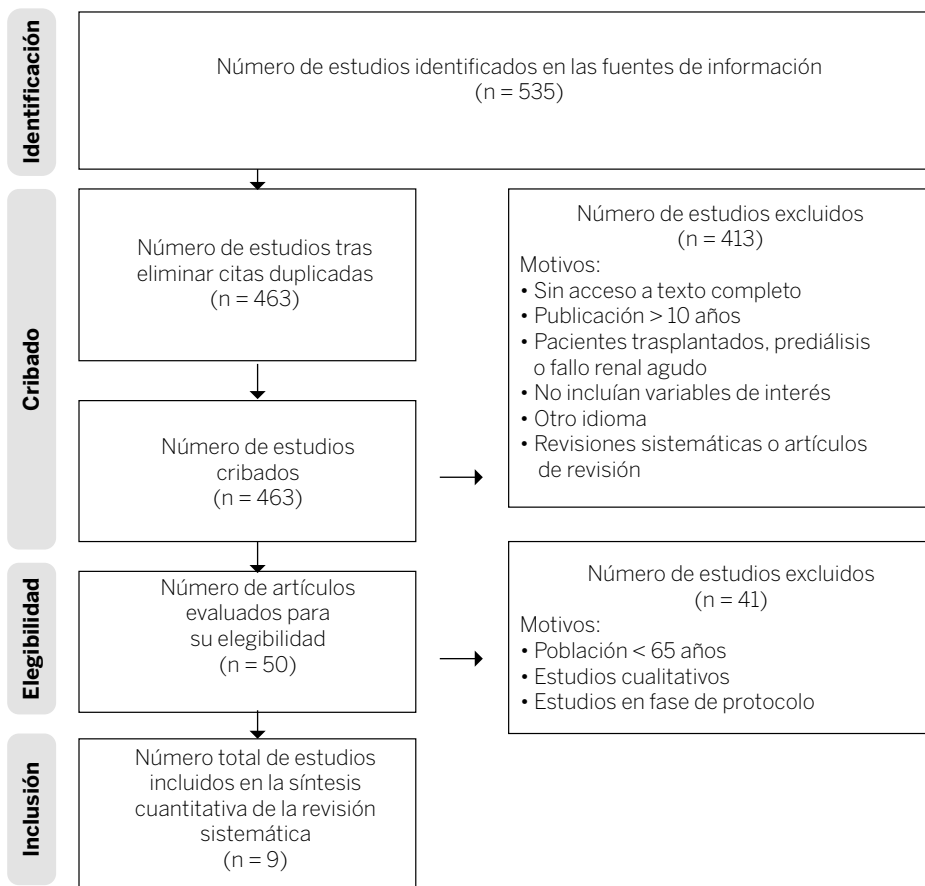 Identificación
Número de estudios identificados en las fuentes de información
(n = 535)
Cribado
Número de estudios tras
eliminar citas duplicadas
(n = 463)
Número de estudios
cribados
(n = 463)
Número de estudios excluidos
(n = 413)
Motivos:
• Sin acceso a texto completo
• Publicación > 10 años
• Pacientes trasplantados, prediálisis
o fallo renal agudo
• No incluían variables de interés
• Otro idioma
• Revisiones sistemáticas o artículos
de revisión
Elegibilidad
Número de artículos
evaluados para
su elegibilidad
(n = 50)
Número de estudios excluidos
(n = 41)
Motivos:
• Población < 65 años
• Estudios cualitativos
• Estudios en fase de protocolo
Inclusión
Número total de estudios
incluidos en la síntesis
cuantitativa de la revisión
sistemática
(n = 9)